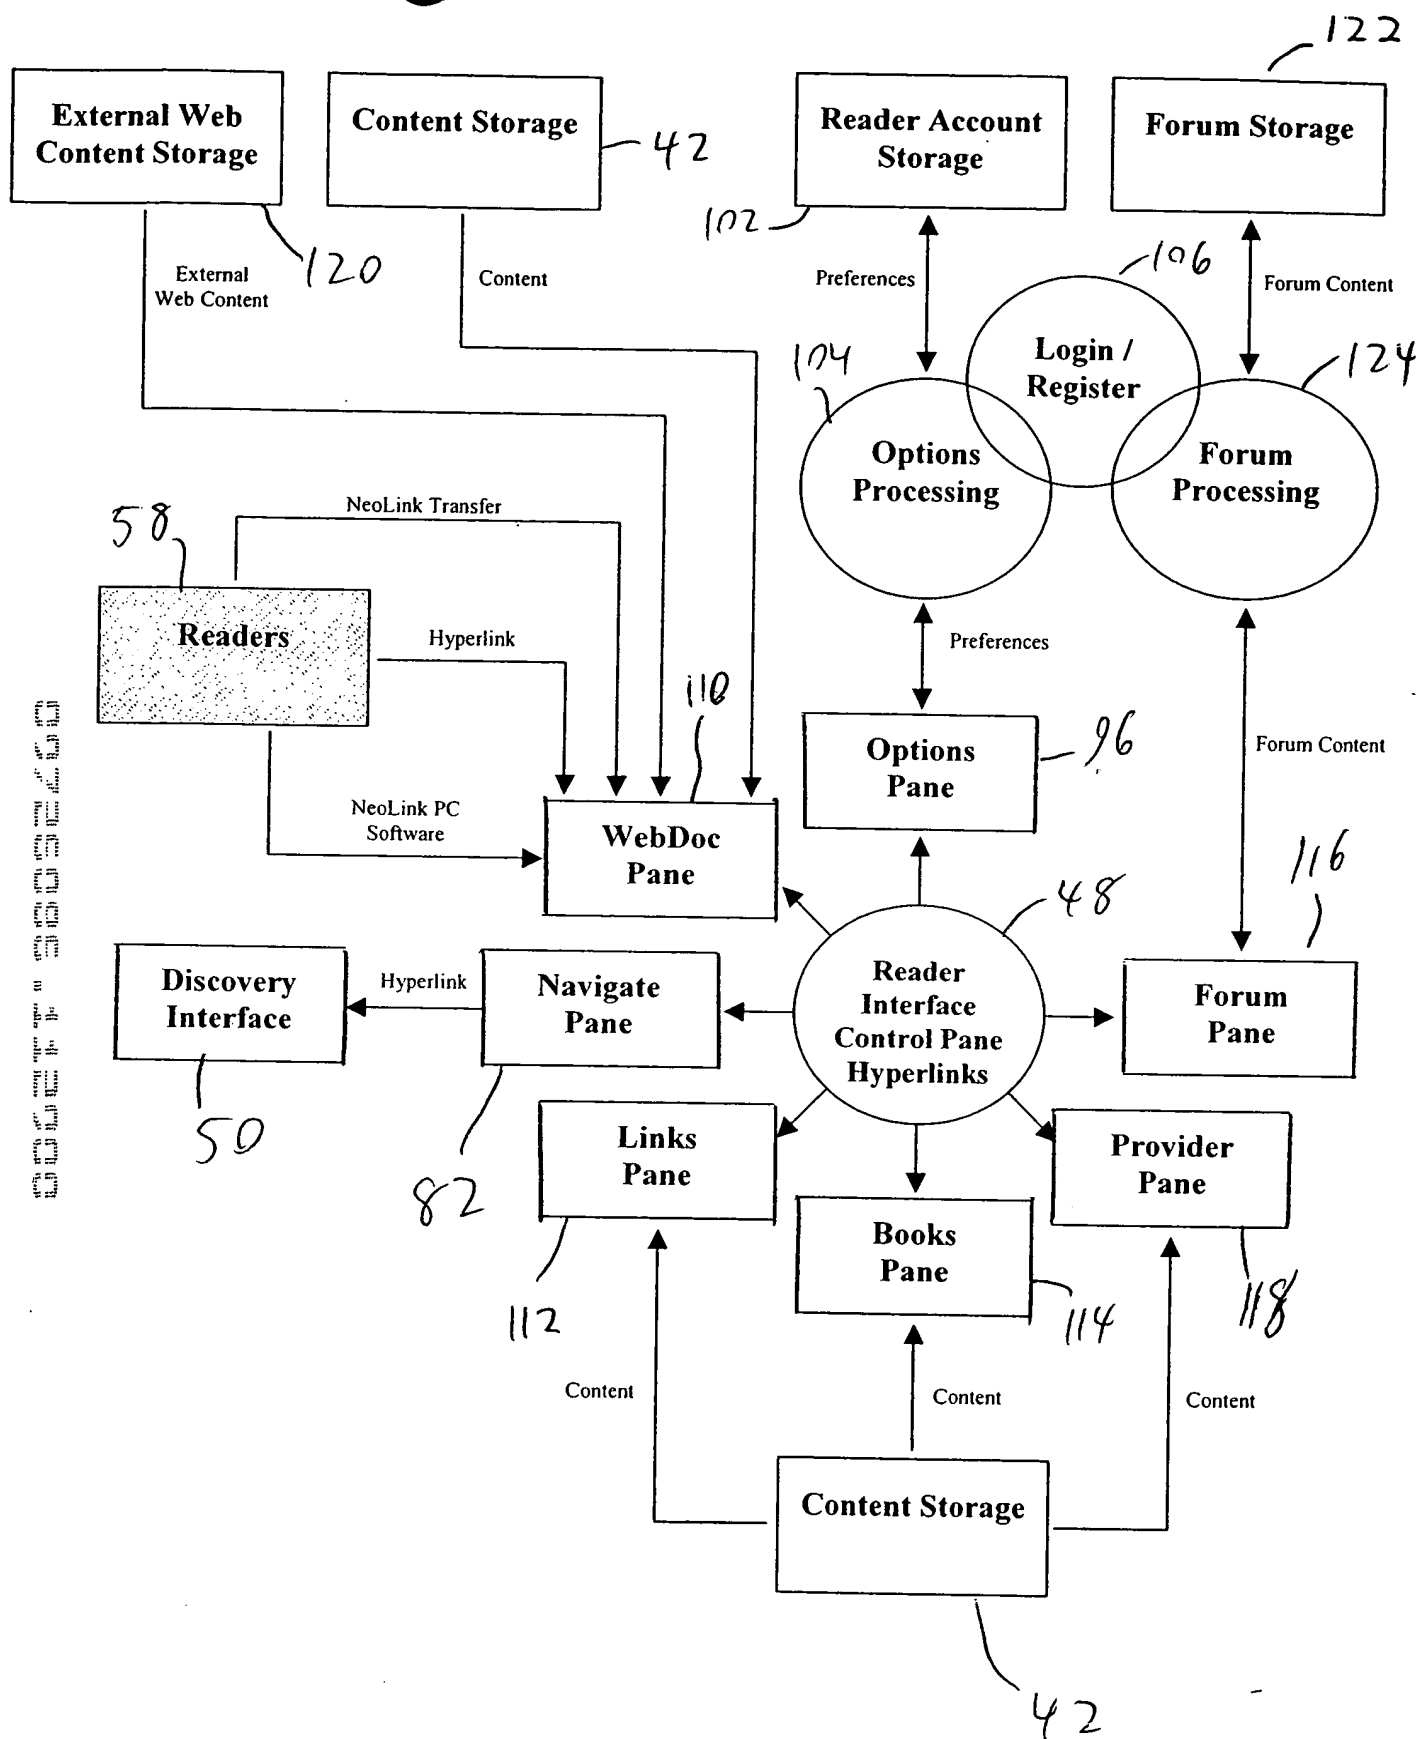 122
External Web
Content Storage
Content Storage
42
Reader Account
Storage
Forum Storage
102
120
External
Web Content
Content
Preferences
106
Forum Content
Login /
Register
104
124
Options
Processing
Forum
Processing
NeoLink Transfer
58
Readers
Hyperlink
Preferences
110
Options
Pane
96
Forum Content
NeoLink PC
Software
WebDoc
Pane
116
48
Discovery
Interface
Hyperlink
Navigate
Pane
Reader
Interface
Control Pane
Hyperlinks
Forum
Pane
50
82
Links
Pane
Provider
Pane
Books
Pane
112
114
118
Content
Content
Content
Content Storage
42